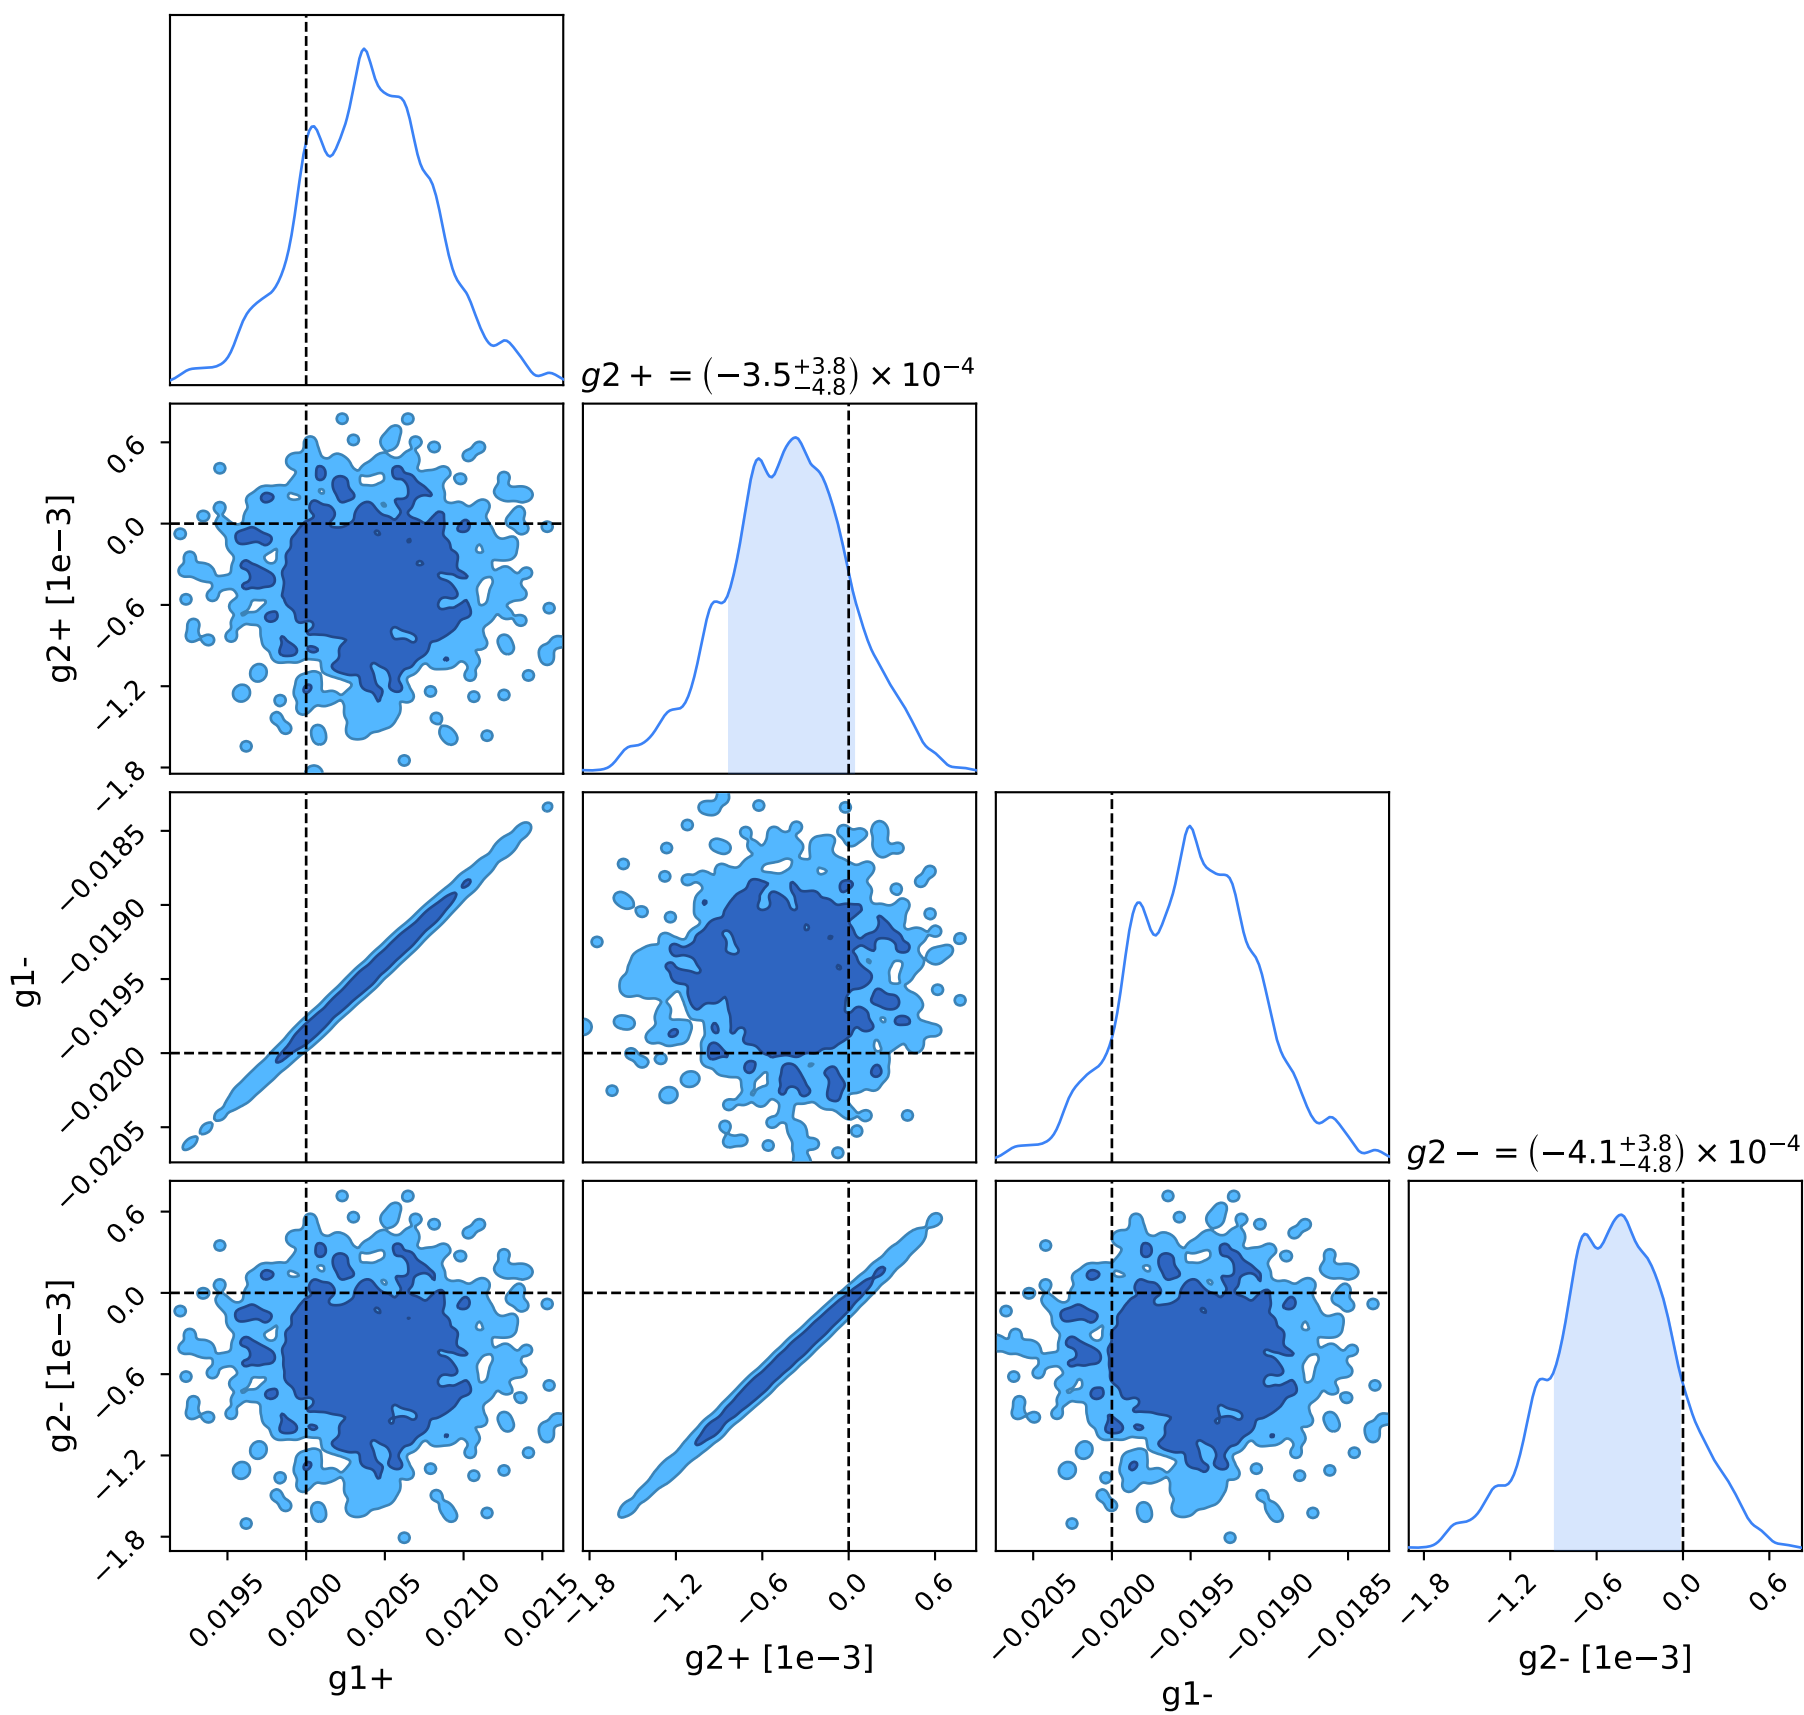 g2+ = (−3.5 +3.8 −4.8) × 10−4
0.6
0.0
−0.6
−1.2
−1.8
g2+ [1e−3]
−0.0185
−0.0190
−0.0195
−0.0200
−0.0205
g1-
g2− = (−4.1 +3.8 −4.8) × 10−4
0.6
0.0
−0.6
−1.2
−1.8
g2- [1e−3]
0.0195 0.0200 0.0205 0.0210 0.0215
g1+
−1.8 −1.2 −0.6 0.0 0.6
g2+ [1e−3]
−0.0205 −0.0200 −0.0195 −0.0190 −0.0185
g1-
−1.8 −1.2 −0.6 0.0 0.6
g2- [1e−3]